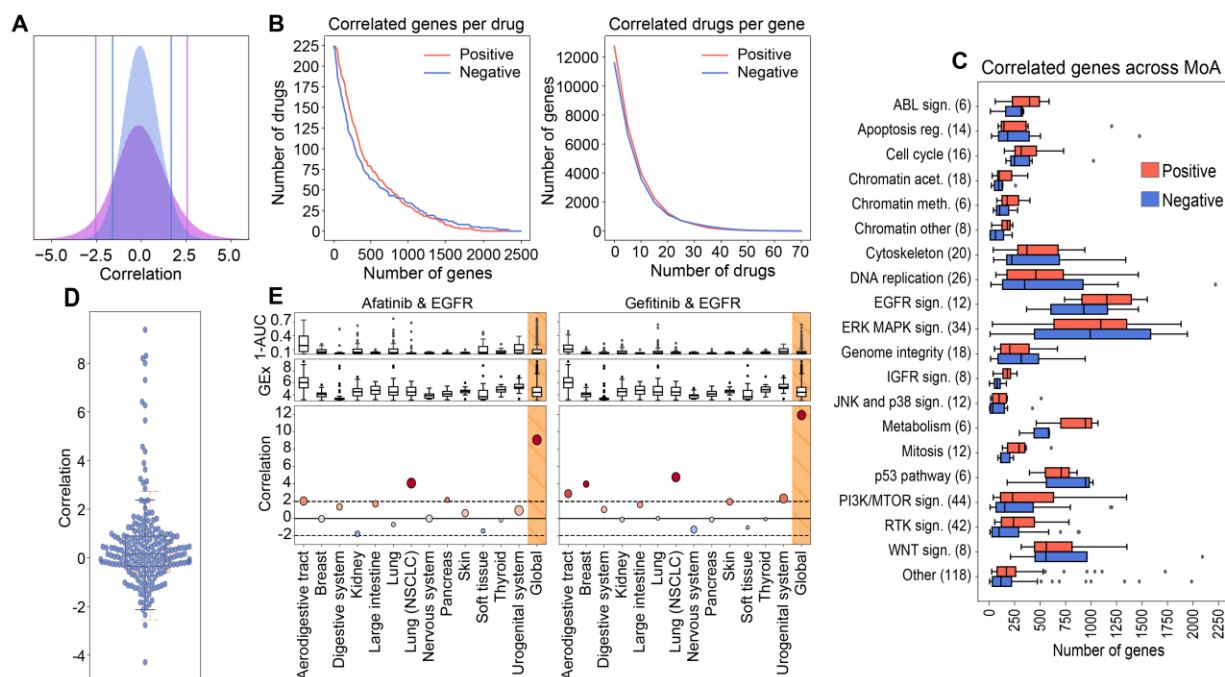 A
-5.0
-2.5
0.0
2.5
5.0
Correlation
B
Correlated genes per drug
Positive
Negative
Number of drugs
225
200
175
150
125
100
75
50
25
0
0
500
1000
1500
2000
2500
Number of genes
Correlated drugs per gene
Positive
Negative
Number of genes
12000
10000
8000
6000
4000
2000
0
0
10
20
30
40
50
60
70
Number of drugs
C
Correlated genes across MoA
ABL sign. (6)
Apoptosis reg. (14)
Cell cycle (16)
Chromatin acet. (18)
Chromatin meth. (6)
Chromatin other (8)
Cytoskeleton (20)
DNA replication (26)
EGFR sign. (12)
ERK MAPK sign. (34)
Genome integrity (18)
IGFR sign. (8)
JNK and p38 sign. (12)
Metabolism (6)
Mitosis (12)
p53 pathway (6)
PI3K/MTOR sign. (44)
RTK sign. (42)
WNT sign. (8)
Other (118)
Positive
Negative
0
250
500
750
1000
1250
1500
1750
2000
2250
Number of genes
D
Correlation
8
6
4
2
0
-2
-4
E
Afatinib & EGFR
Gefitinib & EGFR
1-AUC
0.7
0.4
0.1
GEx
6
4
Correlation
12
10
8
6
4
2
0
-2
Aerodigestive tract
Breast
Digestive system
Kidney
Large intestine
Lung
Lung (NSCLC)
Nervous system
Pancreas
Skin
Soft tissue
Thyroid
Urogenital system
Global
Aerodigestive tract
Breast
Digestive system
Kidney
Large intestine
Lung
Lung (NSCLC)
Nervous system
Pancreas
Skin
Soft tissue
Thyroid
Urogenital system
Global